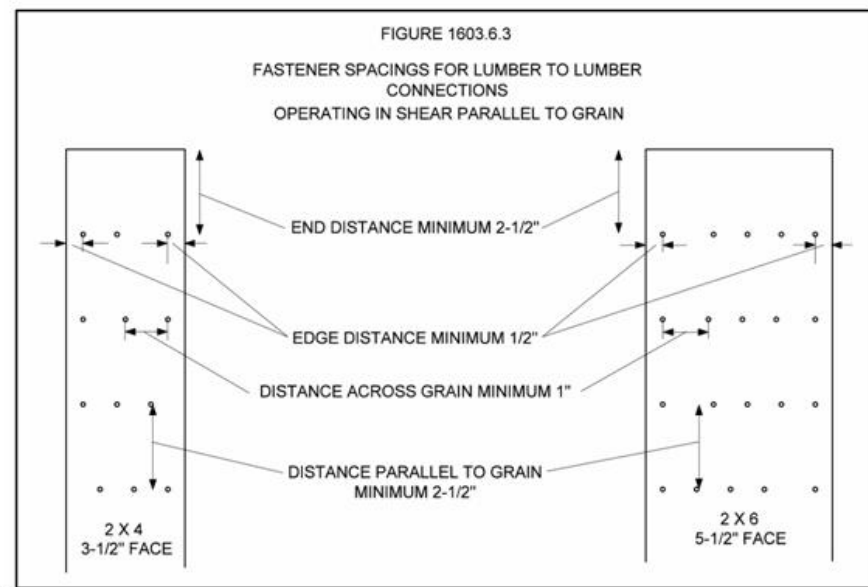 FIGURE 1603.6.3
FASTENER SPACINGS FOR LUMBER TO LUMBER
CONNECTIONS
OPERATING IN SHEAR PARALLEL TO GRAIN
END DISTANCE MINIMUM 2-1/2"
EDGE DISTANCE MINIMUM 1/2"
DISTANCE ACROSS GRAIN MINIMUM 1"
DISTANCE PARALLEL TO GRAIN
MINIMUM 2-1/2"
2 X 4
3-1/2" FACE
2 X 6
5-1/2" FACE